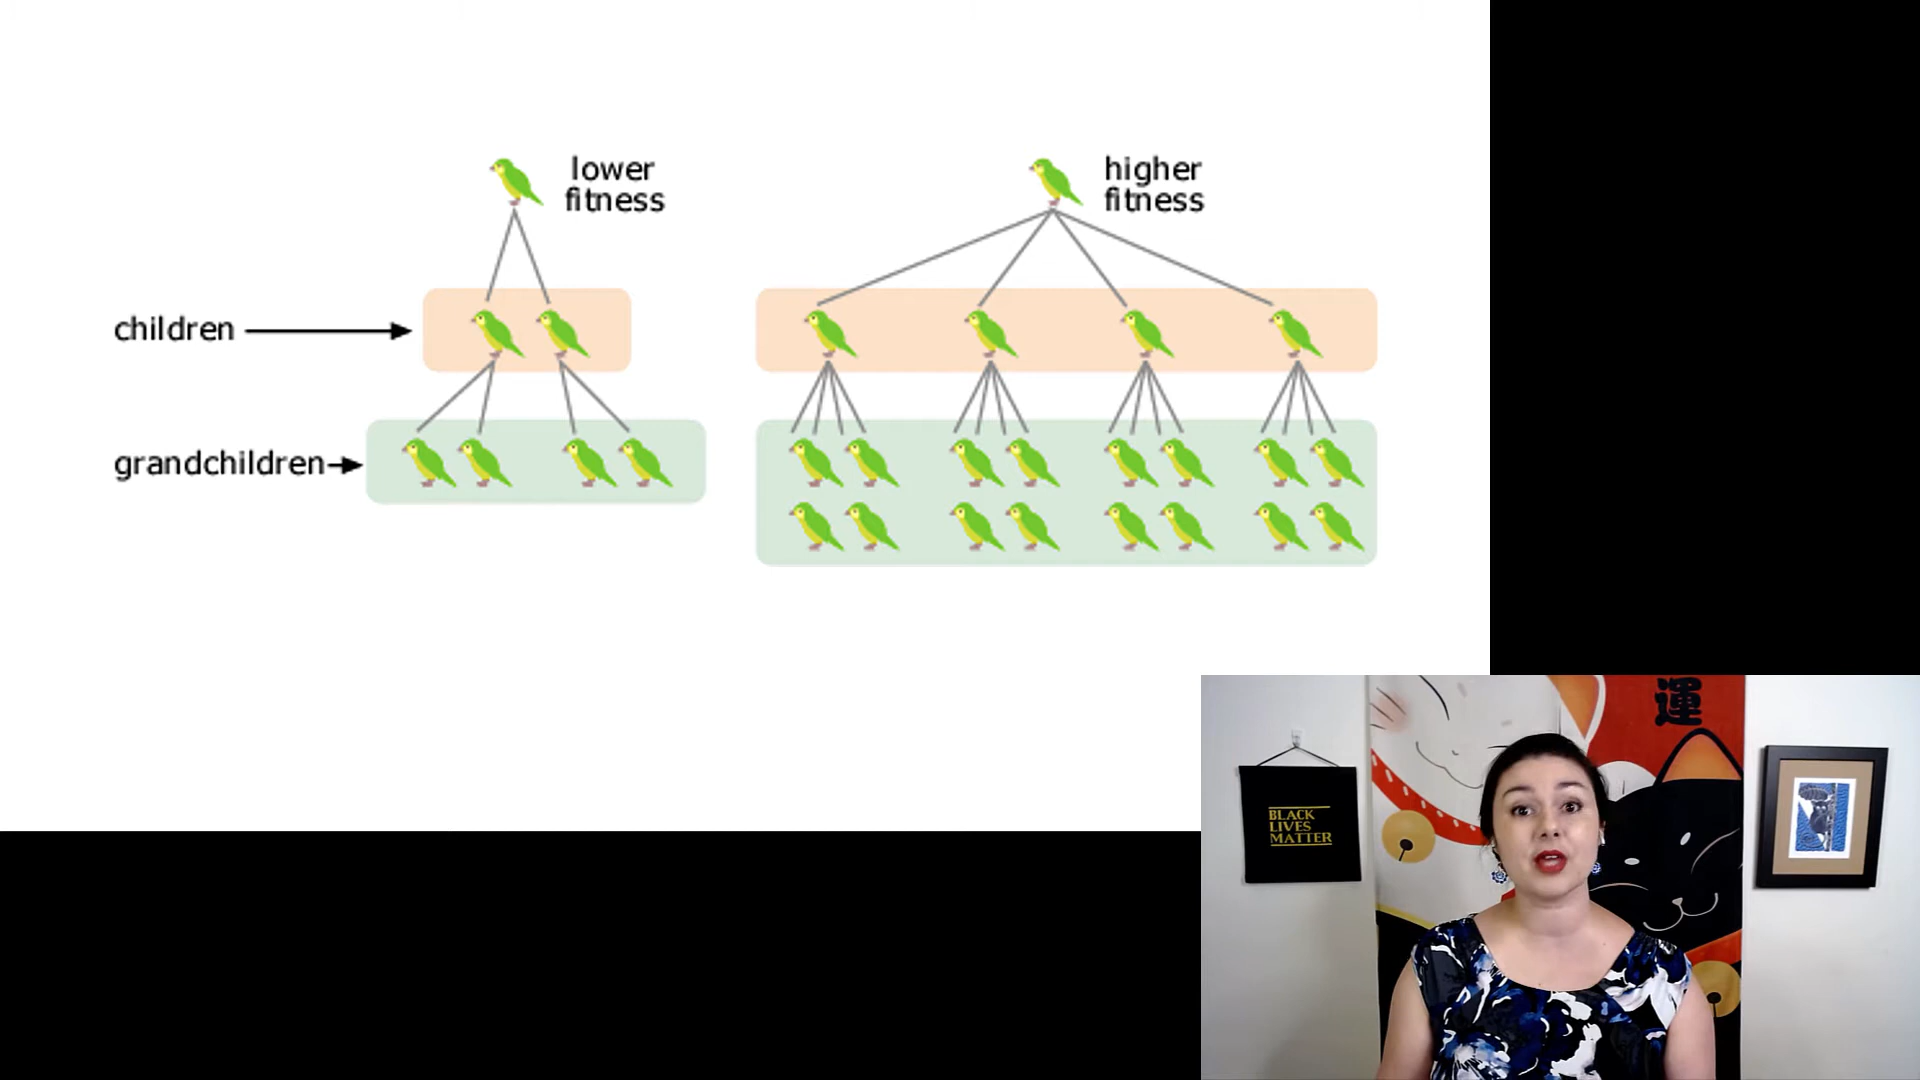 lower
fitness
higher
fitness
children
grandchildren
運
BLACK
LIVES
MATTER